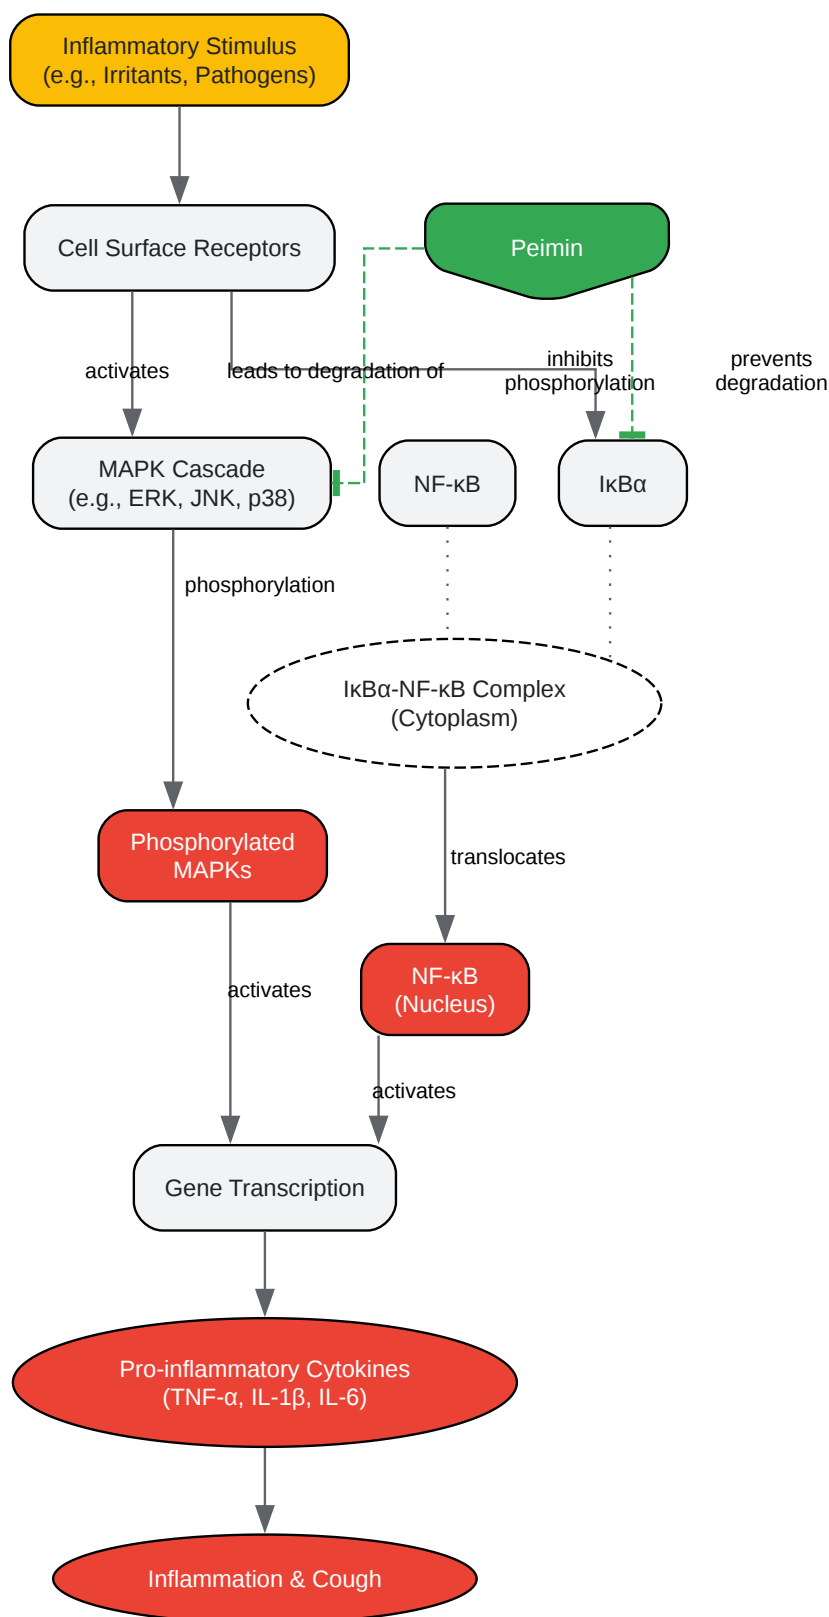 Inflammatory Stimulus
(e.g., Irritants, Pathogens)
Cell Surface Receptors
Peimin
activates
leads to degradation of
inhibits
phosphorylation
prevents
degradation
MAPK Cascade
(e.g., ERK, JNK, p38)
NF-κB
IκBα
phosphorylation
IκBα-NF-κB Complex
(Cytoplasm)
Phosphorylated
MAPKs
translocates
NF-κB
(Nucleus)
activates
activates
Gene Transcription
Pro-inflammatory Cytokines
(TNF-α, IL-1β, IL-6)
Inflammation & Cough